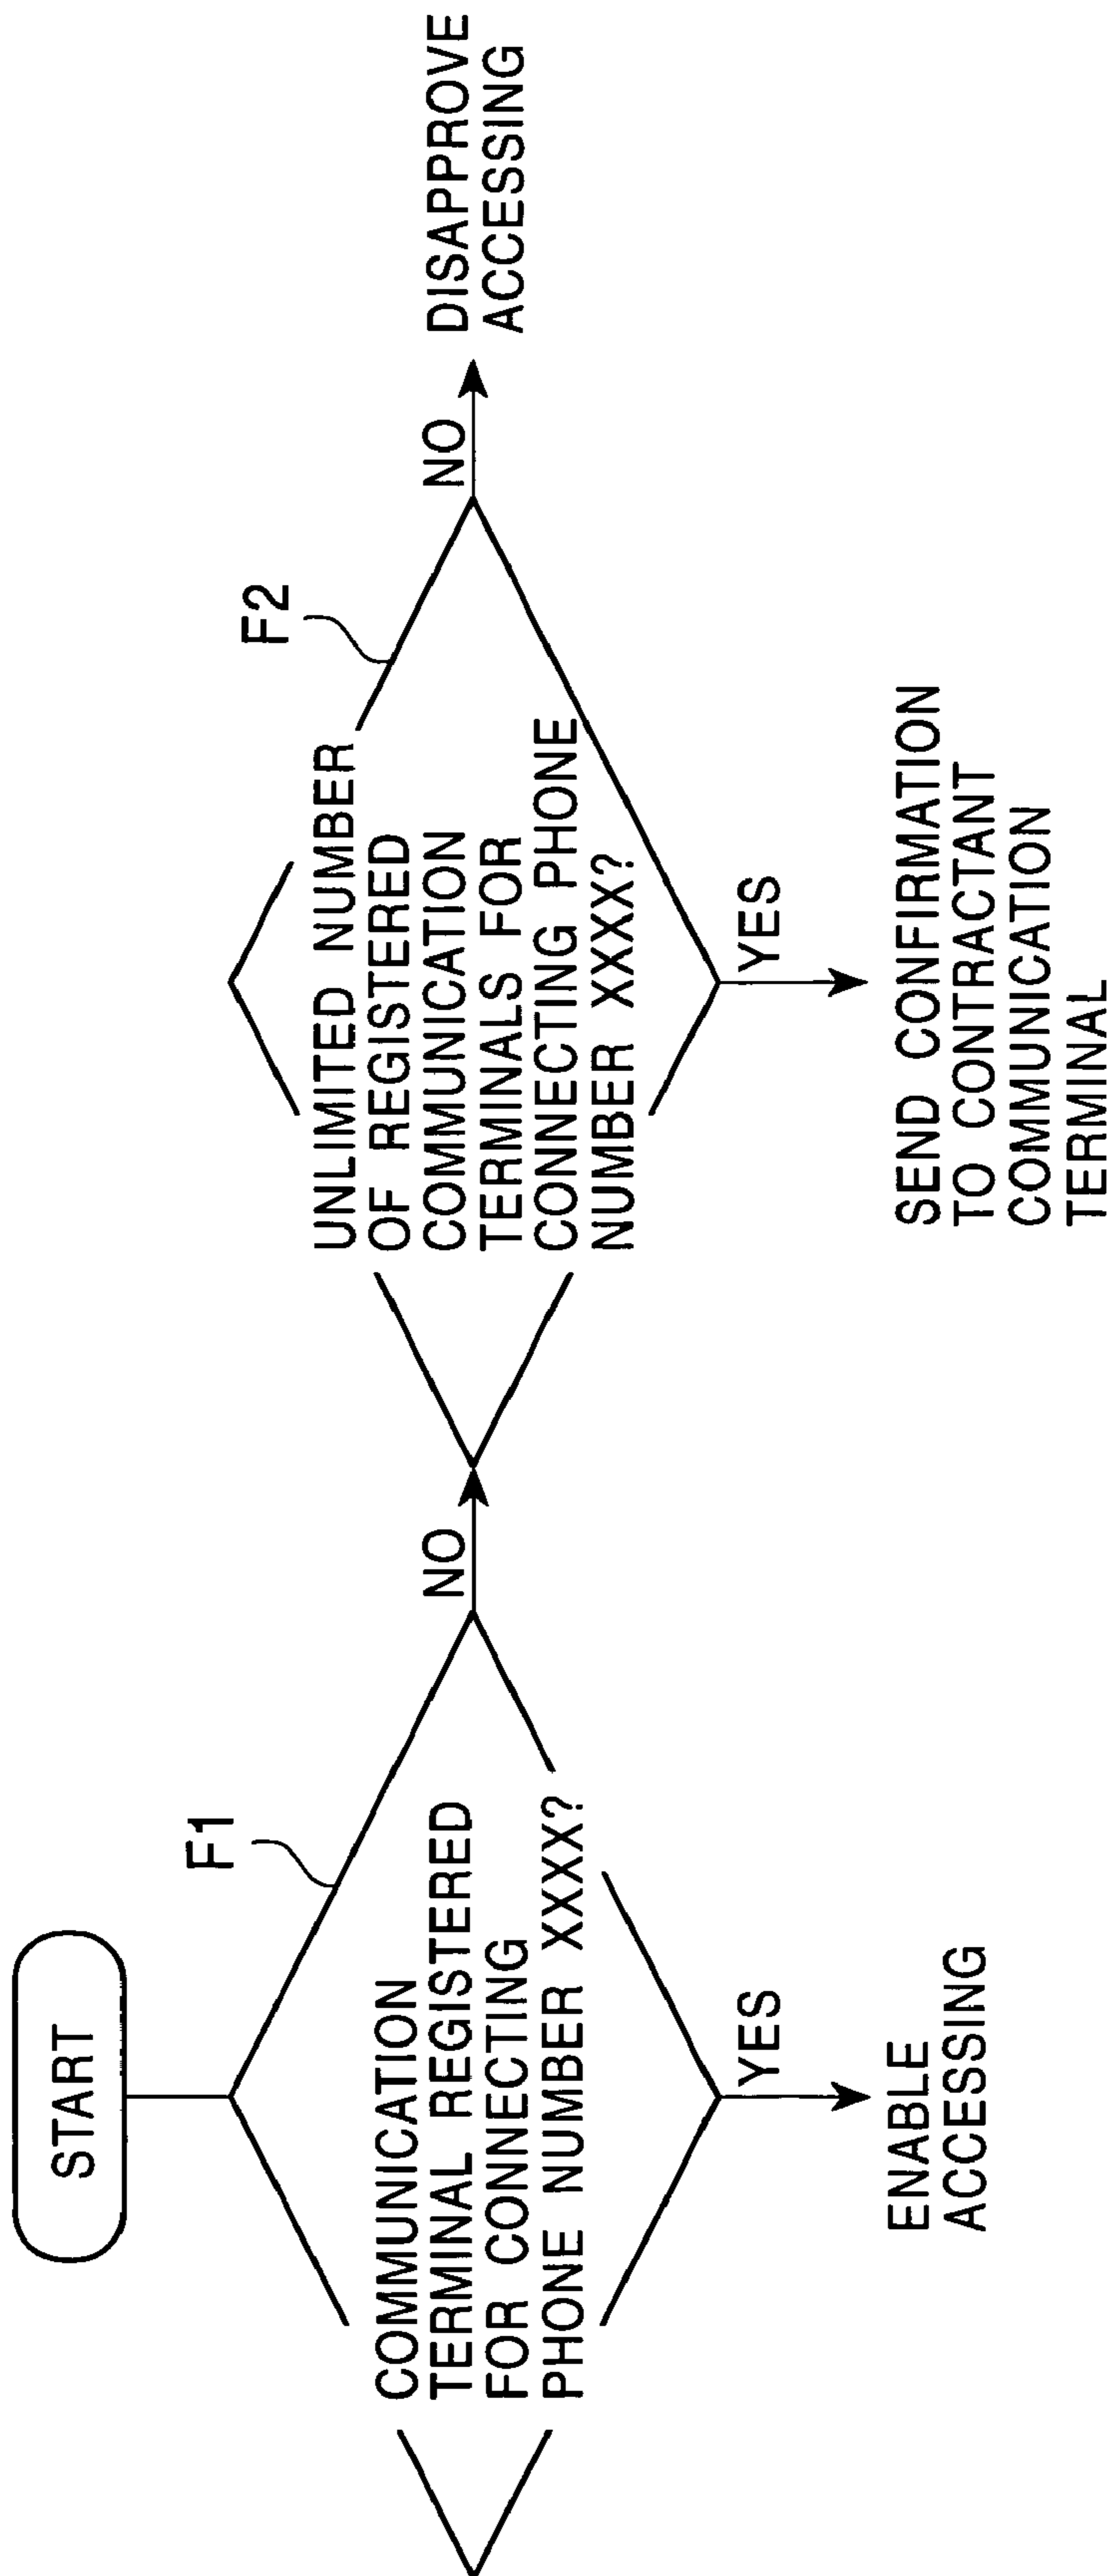 START
F1
COMMUNICATION
TERMINAL REGISTERED
FOR CONNECTING
PHONE NUMBER XXXX?
NO
YES
ENABLE
ACCESSING
F2
UNLIMITED NUMBER
OF REGISTERED
COMMUNICATION
TERMINALS FOR
CONNECTING PHONE
NUMBER XXXX?
NO
DISAPPROVE
ACCESSING
YES
SEND CONFIRMATION
TO CONTRACTANT
COMMUNICATION
TERMINAL